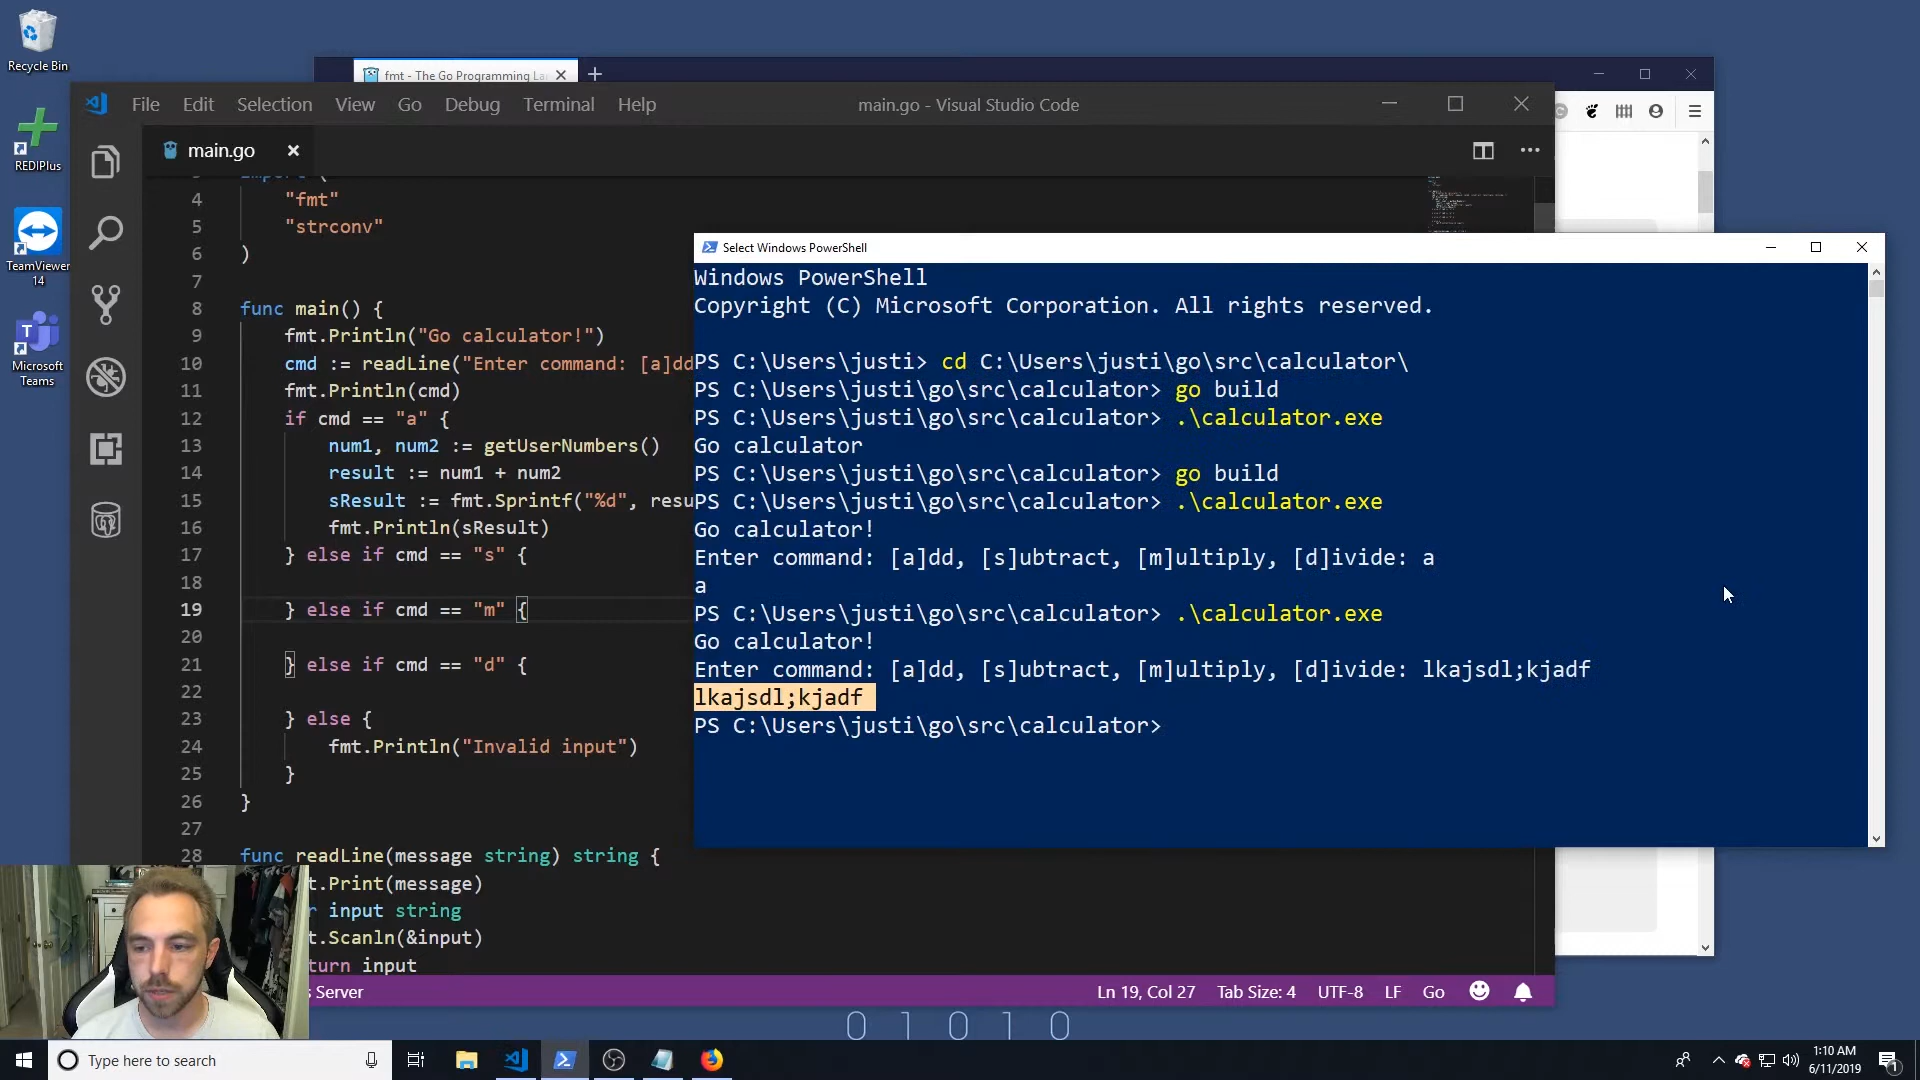 Recycle Bin
REDIPlus
TeamViewer
14
Microsoft
Teams
fmt - The Go Programming La
File Edit Selection View Go Debug Terminal Help
main.go - Visual Studio Code
main.go
4 "fmt"
5 "strconv"
6 )
7
8 func main() {
9 fmt.Println("Go calculator!")
10 cmd := readLine("Enter command: [a]dd
11 fmt.Println(cmd)
12 if cmd == "a" {
13 num1, num2 := getUserNumbers()
14 result := num1 + num2
15 sResult := fmt.Sprintf("%d", resu
16 fmt.Println(sResult)
17 } else if cmd == "s" {
18
19 } else if cmd == "m" {
20
21 } else if cmd == "d" {
22
23 } else {
24 fmt.Println("Invalid input")
25 }
26 }
27
28 func readLine(message string) string {
t.Print(message)
r input string
t.Scanln(&input)
turn input
s Server
Ln 19, Col 27 Tab Size: 4 UTF-8 LF Go
Select Windows PowerShell
Windows PowerShell
Copyright (C) Microsoft Corporation. All rights reserved.
PS C:\Users\justi> cd C:\Users\justi\go\src\calculator\
PS C:\Users\justi\go\src\calculator> go build
PS C:\Users\justi\go\src\calculator> .\calculator.exe
Go calculator
PS C:\Users\justi\go\src\calculator> go build
PS C:\Users\justi\go\src\calculator> .\calculator.exe
Go calculator!
Enter command: [a]dd, [s]ubtract, [m]ultiply, [d]ivide: a
a
PS C:\Users\justi\go\src\calculator> .\calculator.exe
Go calculator!
Enter command: [a]dd, [s]ubtract, [m]ultiply, [d]ivide: lkajsdl;kjadf
lkajsdl;kjadf
PS C:\Users\justi\go\src\calculator>
0 1 0 1 0
Type here to search
1:10 AM
6/11/2019
1